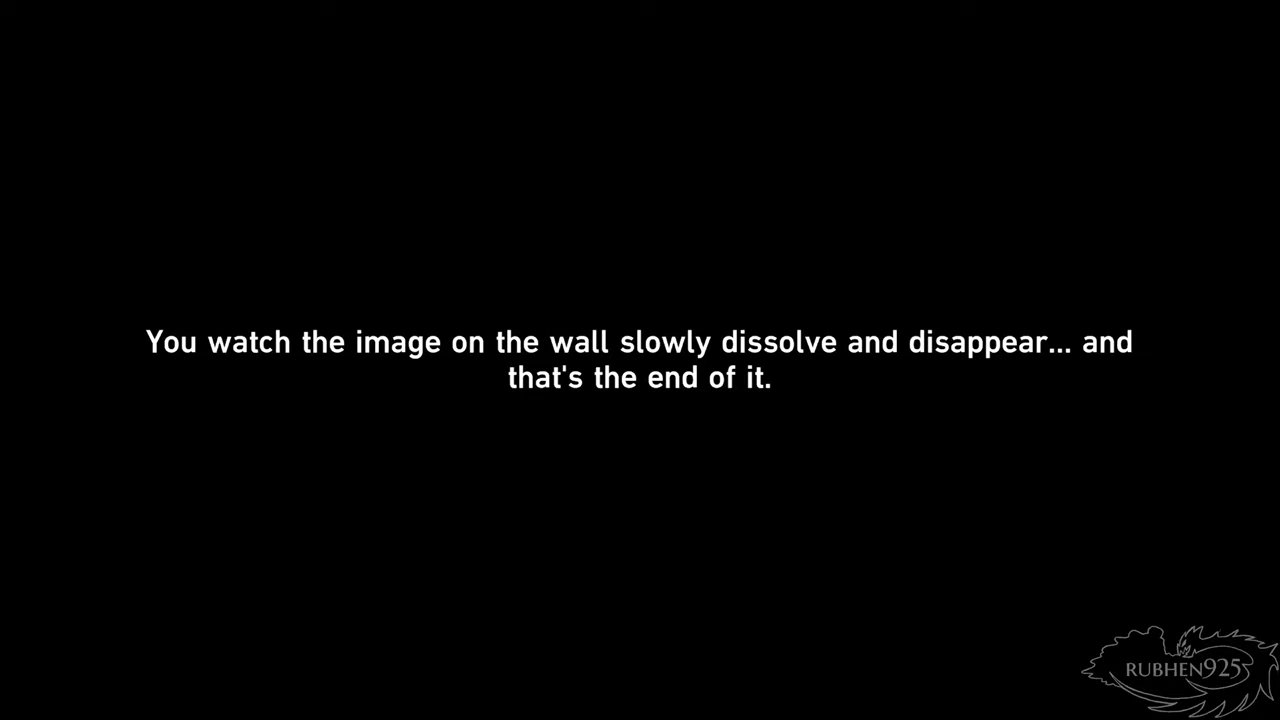 You watch the image on the wall slowly dissolve and disappear... and
that's the end of it.
RUBHEN925